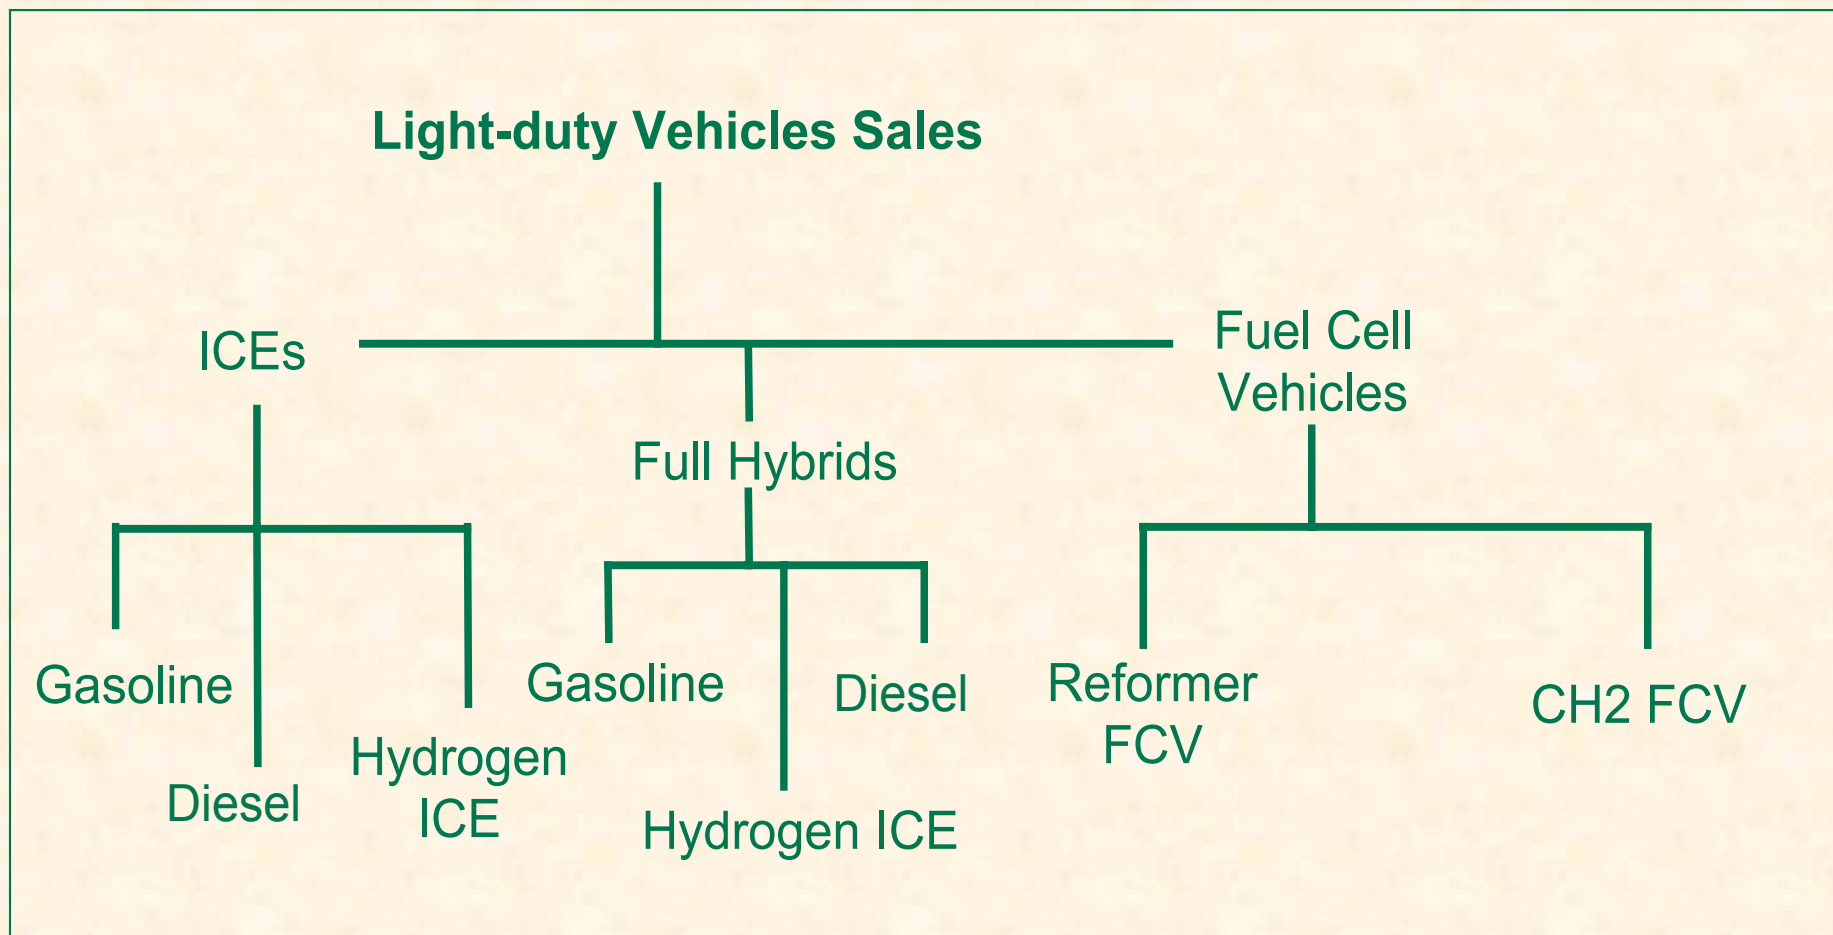 Light-duty Vehicles Sales
ICEs
Fuel Cell
Vehicles
Full Hybrids
Gasoline
Diesel
Hydrogen
ICE
Gasoline
Hydrogen ICE
Diesel
Reformer
FCV
CH2 FCV